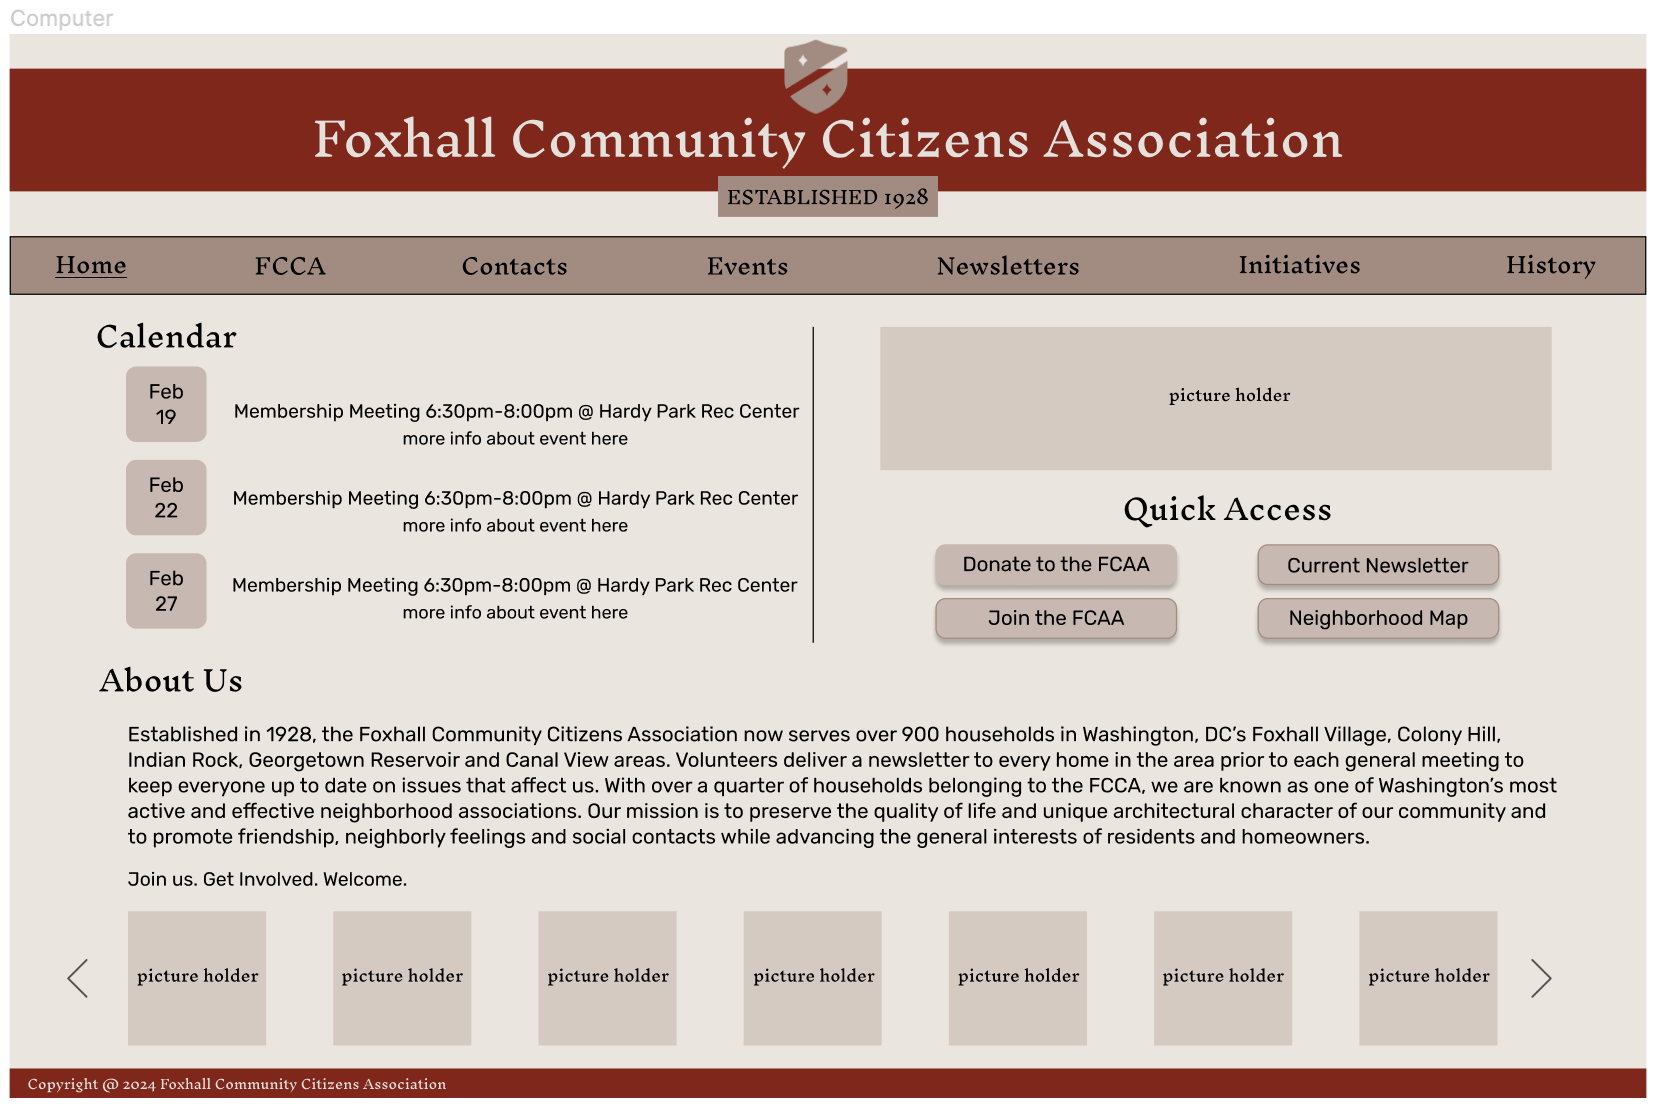 Computer
Foxhall Community Citizens Association
ESTABLISHED 1928
Home FCCA Contacts Events Newsletters Initiatives History
Calendar
Feb
19
Membership Meeting 6:30pm-8:00pm @ Hardy Park Rec Center
more info about event here
Feb
22
Membership Meeting 6:30pm-8:00pm @ Hardy Park Rec Center
more info about event here
Feb
27
Membership Meeting 6:30pm-8:00pm @ Hardy Park Rec Center
more info about event here
picture holder
Quick Access
Donate to the FCAA
Current Newsletter
Join the FCAA
Neighborhood Map
About Us
Established in 1928, the Foxhall Community Citizens Association now serves over 900 households in Washington, DC’s Foxhall Village, Colony Hill,
Indian Rock, Georgetown Reservoir and Canal View areas. Volunteers deliver a newsletter to every home in the area prior to each general meeting to
keep everyone up to date on issues that affect us. With over a quarter of households belonging to the FCCA, we are known as one of Washington’s most
active and effective neighborhood associations. Our mission is to preserve the quality of life and unique architectural character of our community and
to promote friendship, neighborly feelings and social contacts while advancing the general interests of residents and homeowners.
Join us. Get Involved. Welcome.
picture holder picture holder picture holder picture holder picture holder picture holder picture holder
Copyright @ 2024 Foxhall Community Citizens Association